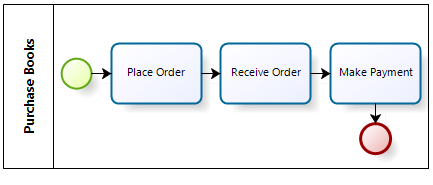 Purchase Books
Place Order
Receive Order
Make Payment